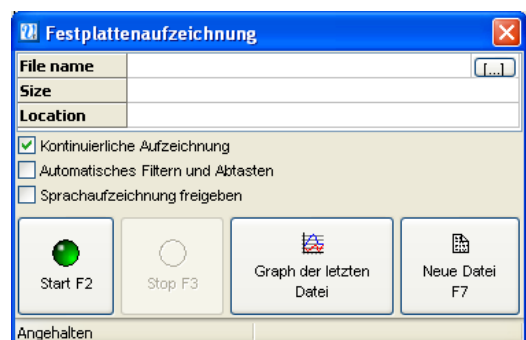 Festplattenaufzeichnung
File name
[...]
Size
Location
Kontinuierliche Aufzeichnung
Automatisches Filtern und Abtasten
Sprachaufzeichnung freigeben
Start F2
Stop F3
Graph der letzten
Datei
Neue Datei
F7
Angehalten